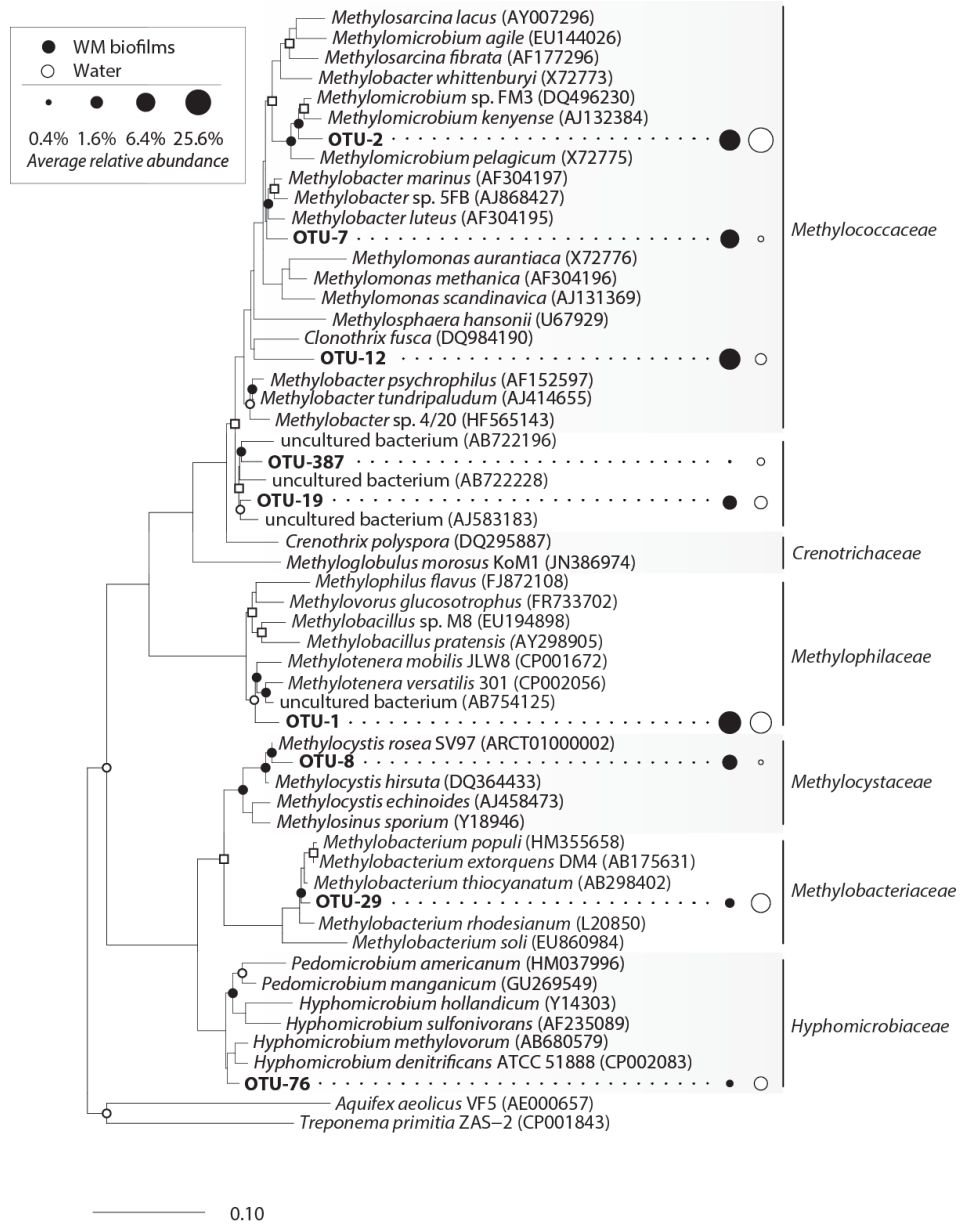 WM biofilms
Water
0.4% 1.6% 6.4% 25.6%
Average relative abundance
Methylosarcina lacus (AY007296)
Methylomicrobium agile (EU144026)
Methylosarcina fibrata (AF177296)
Methylobacter whittenburyi (X72773)
Methylomicrobium sp. FM3 (DQ496230)
Methylomicrobium kenyense (AJ132384)
OTU-2
Methylomicrobium pelagicum (X72775)
Methylobacter marinus (AF304197)
Methylobacter sp. 5FB (AJ868427)
Methylobacter luteus (AF304195)
OTU-7
Methylococcaceae
Methylomonas aurantiaca (X72776)
Methylomonas methanica (AF304196)
Methylomonas scandinavica (AJ131369)
Methylosphaera hansonii (U67929)
Clonothrix fusca (DQ984190)
OTU-12
Methylobacter psychrophilus (AF152597)
Methylobacter tundripaludum (AJ414655)
Methylobacter sp. 4/20 (HF565143)
uncultured bacterium (AB722196)
OTU-387
uncultured bacterium (AB722228)
OTU-19
uncultured bacterium (AJ583183)
Crenothrix polyspora (DQ295887)
Crenotrichaceae
Methyloglobulus morosus KoM1 (JN386974)
Methylophilus flavus (FJ872108)
Methylovorus glucosotrophus (FR733702)
Methylobacillus sp. M8 (EU194898)
Methylobacillus pratensis (AY298905)
Methylophilaceae
Methylotenera mobilis JLW8 (CP001672)
Methylotenera versatilis 301 (CP002056)
uncultured bacterium (AB754125)
OTU-1
Methylocystis rosea SV97 (ARCT01000002)
OTU-8
Methylocystaceae
Methylocystis hirsuta (DQ364433)
Methylocystis echinoides (AJ458473)
Methylosinus sporium (Y18946)
Methylobacterium populi (HM355658)
Methylobacterium extorquens DM4 (AB175631)
Methylobacterium thiocyanatum (AB298402)
Methylobacteriaceae
OTU-29
Methylobacterium rhodesianum (L20850)
Methylobacterium soli (EU860984)
Pedomicrobium americanum (HM037996)
Pedomicrobium manganicum (GU269549)
Hyphomicrobium hollandicum (Y14303)
Hyphomicrobium sulfonivorans (AF235089)
Hyphomicrobiaceae
Hyphomicrobium methylovorum (AB680579)
Hyphomicrobium denitrificans ATCC 51888 (CP002083)
OTU-76
Aquifex aeolicus VF5 (AE000657)
Treponema primitia ZAS−2 (CP001843)
0.10